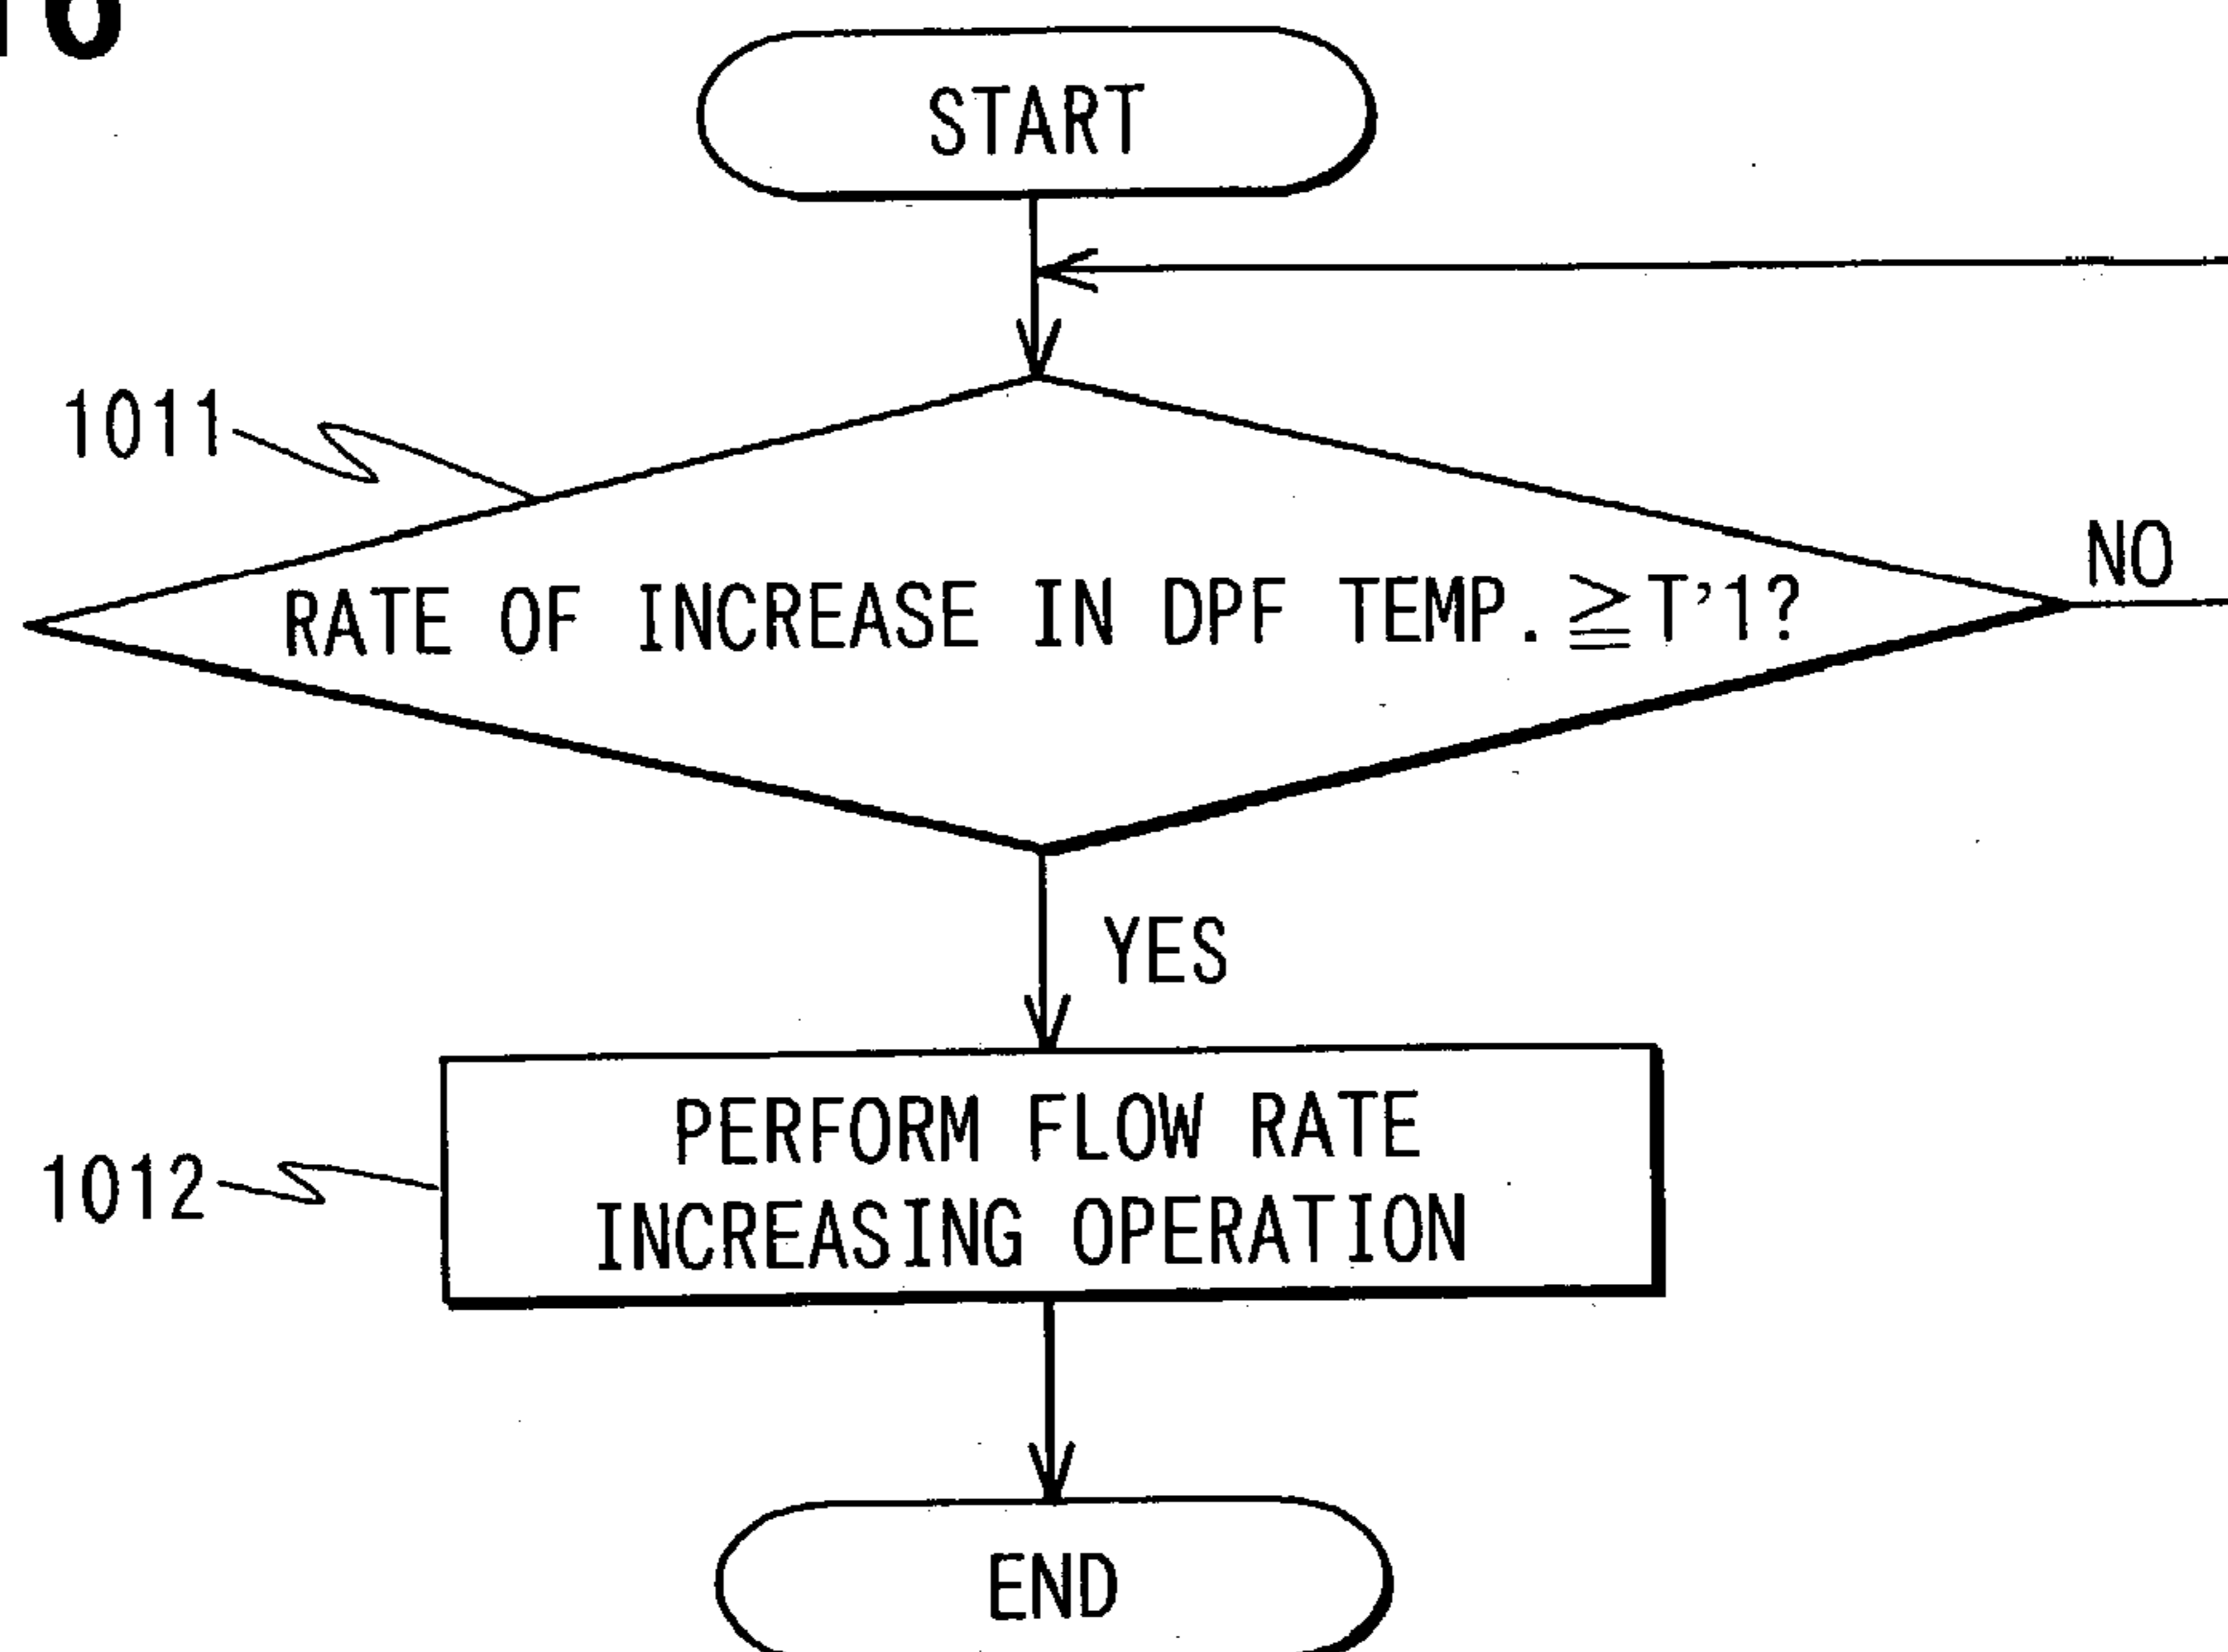 START
1011
RATE OF INCREASE IN DPF TEMP.≧T'1?
NO
YES
PERFORM FLOW RATE
1012
INCREASING OPERATION
END